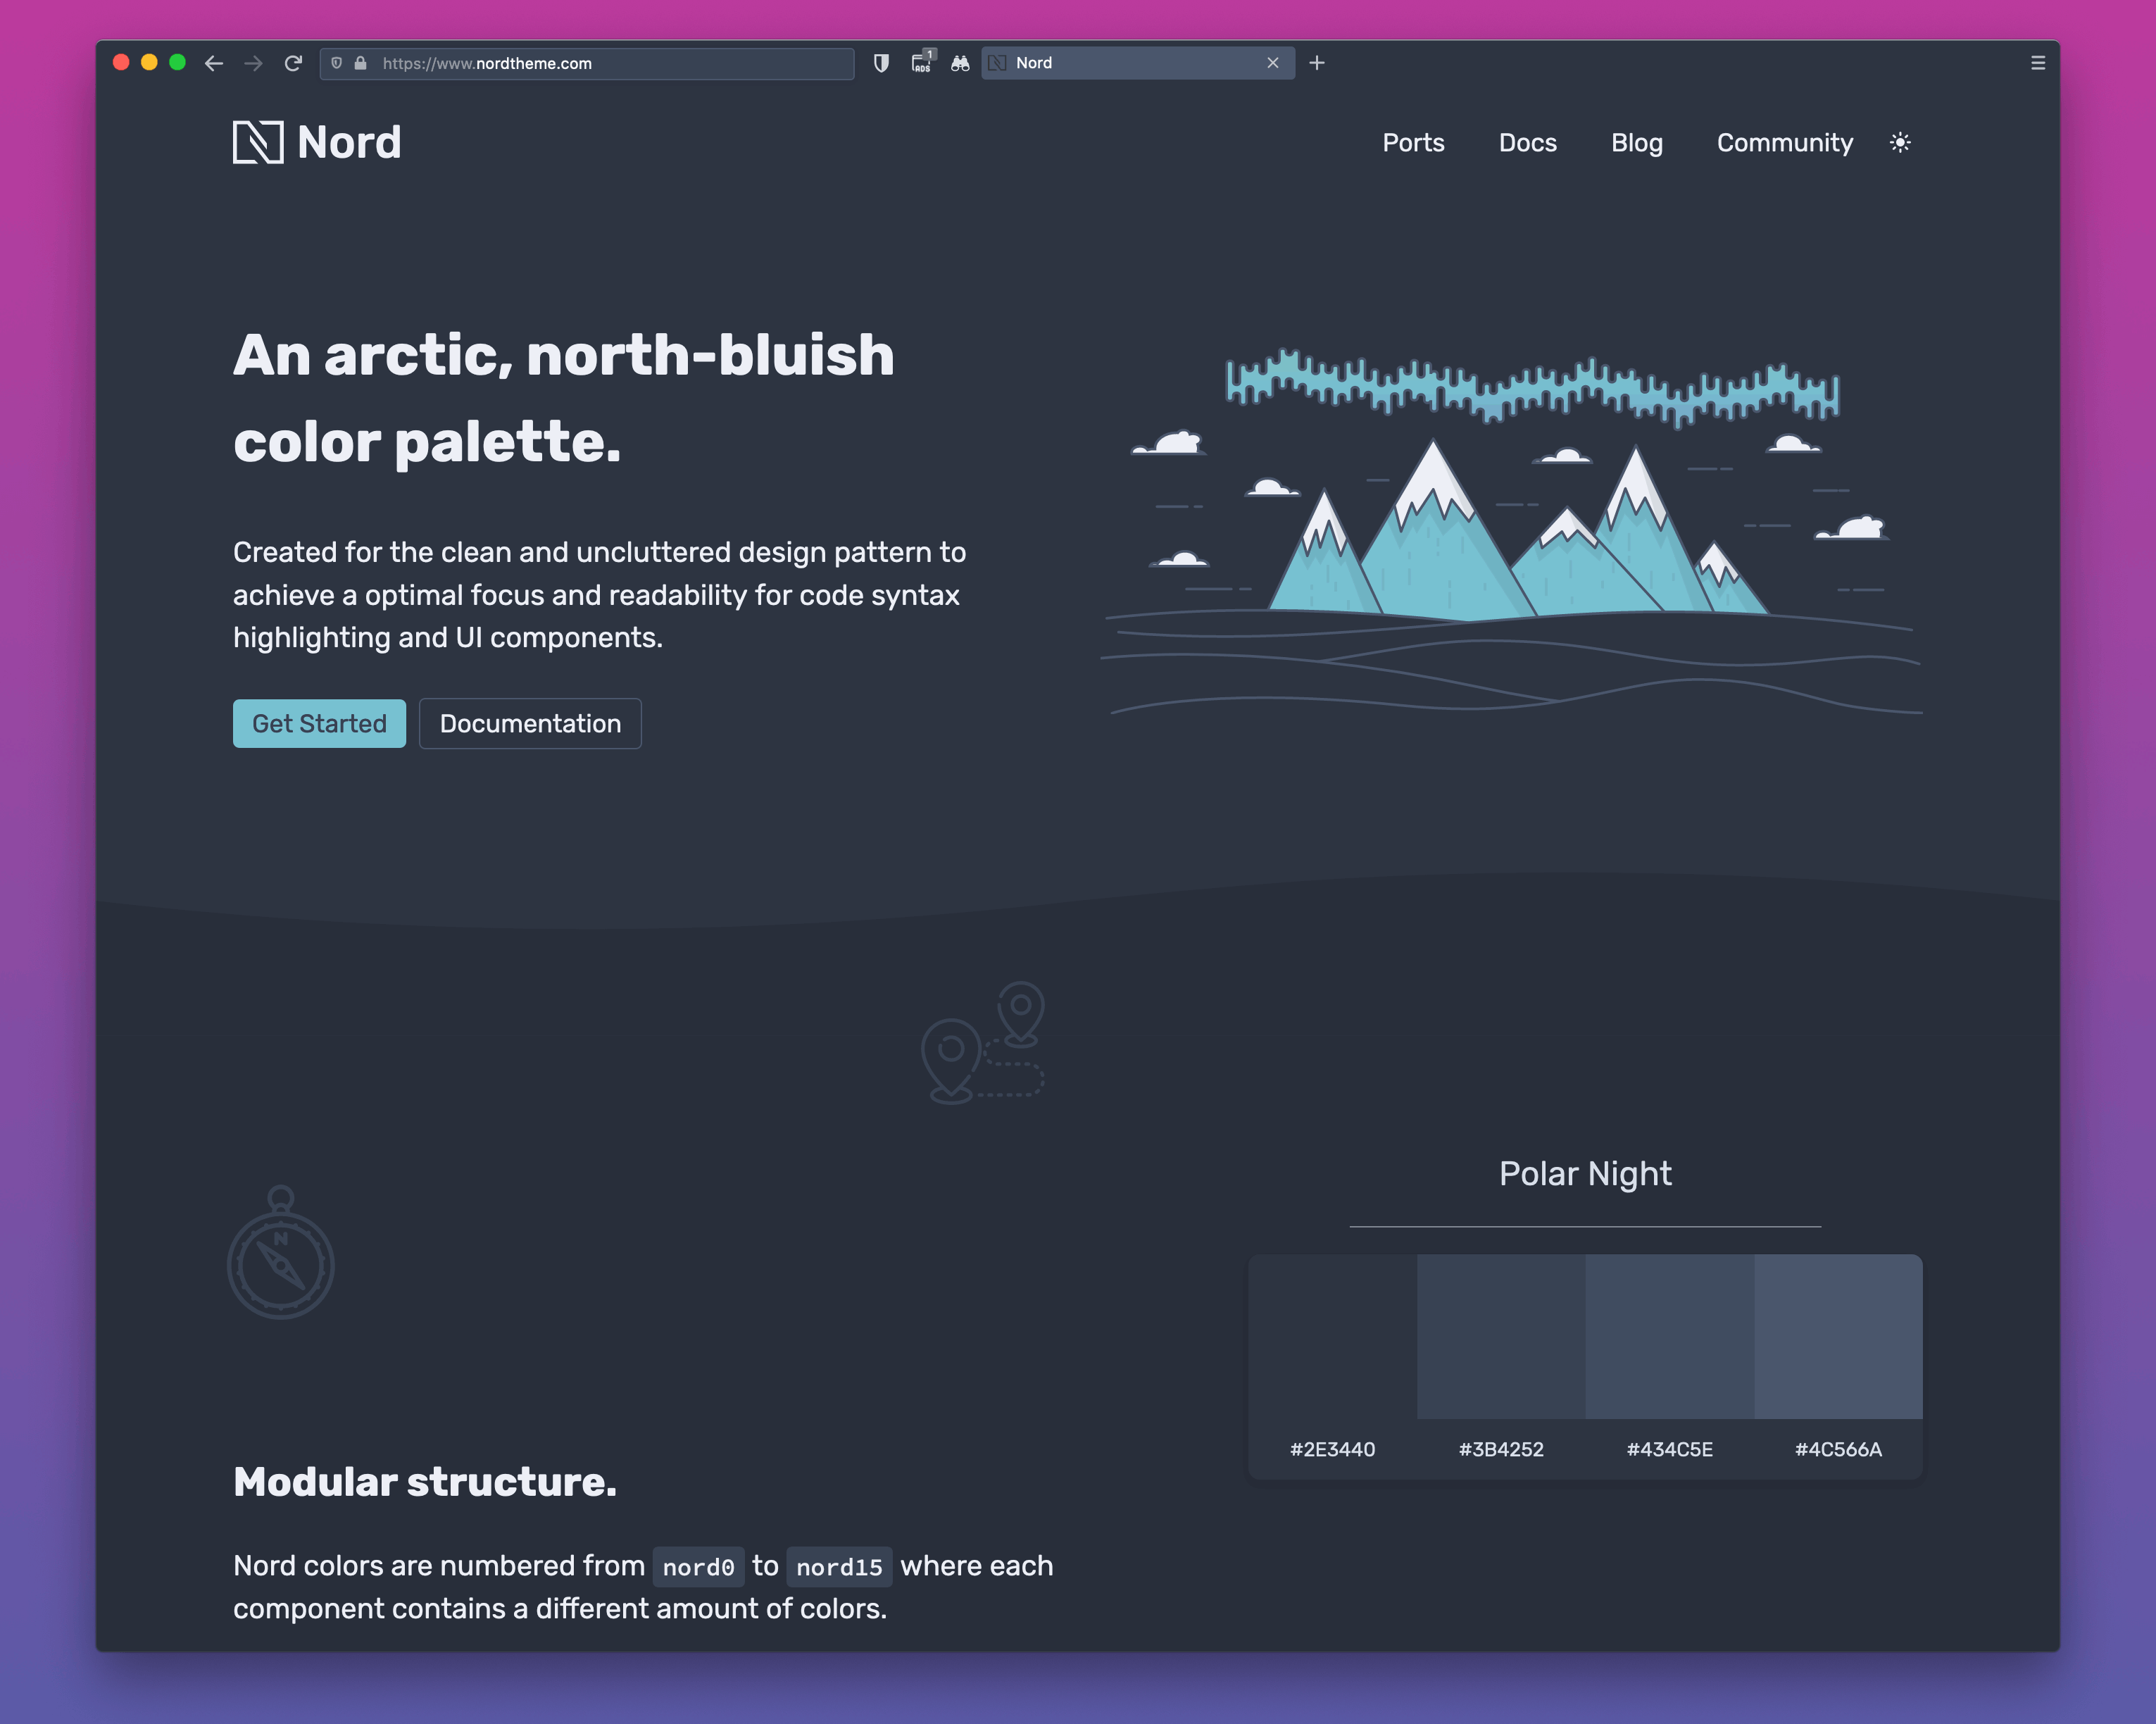 https://www.nordtheme.com
1
ADS
Nord
Nord
Ports
Docs
Blog
Community
An arctic, north-bluish
color palette.
Created for the clean and uncluttered design pattern to
achieve a optimal focus and readability for code syntax
highlighting and UI components.
Get Started
Documentation
N
Polar Night
#2E3440
#3B4252
#434C5E
#4C566A
Modular structure.
Nord colors are numbered from nord0 to nord15 where each
component contains a different amount of colors.